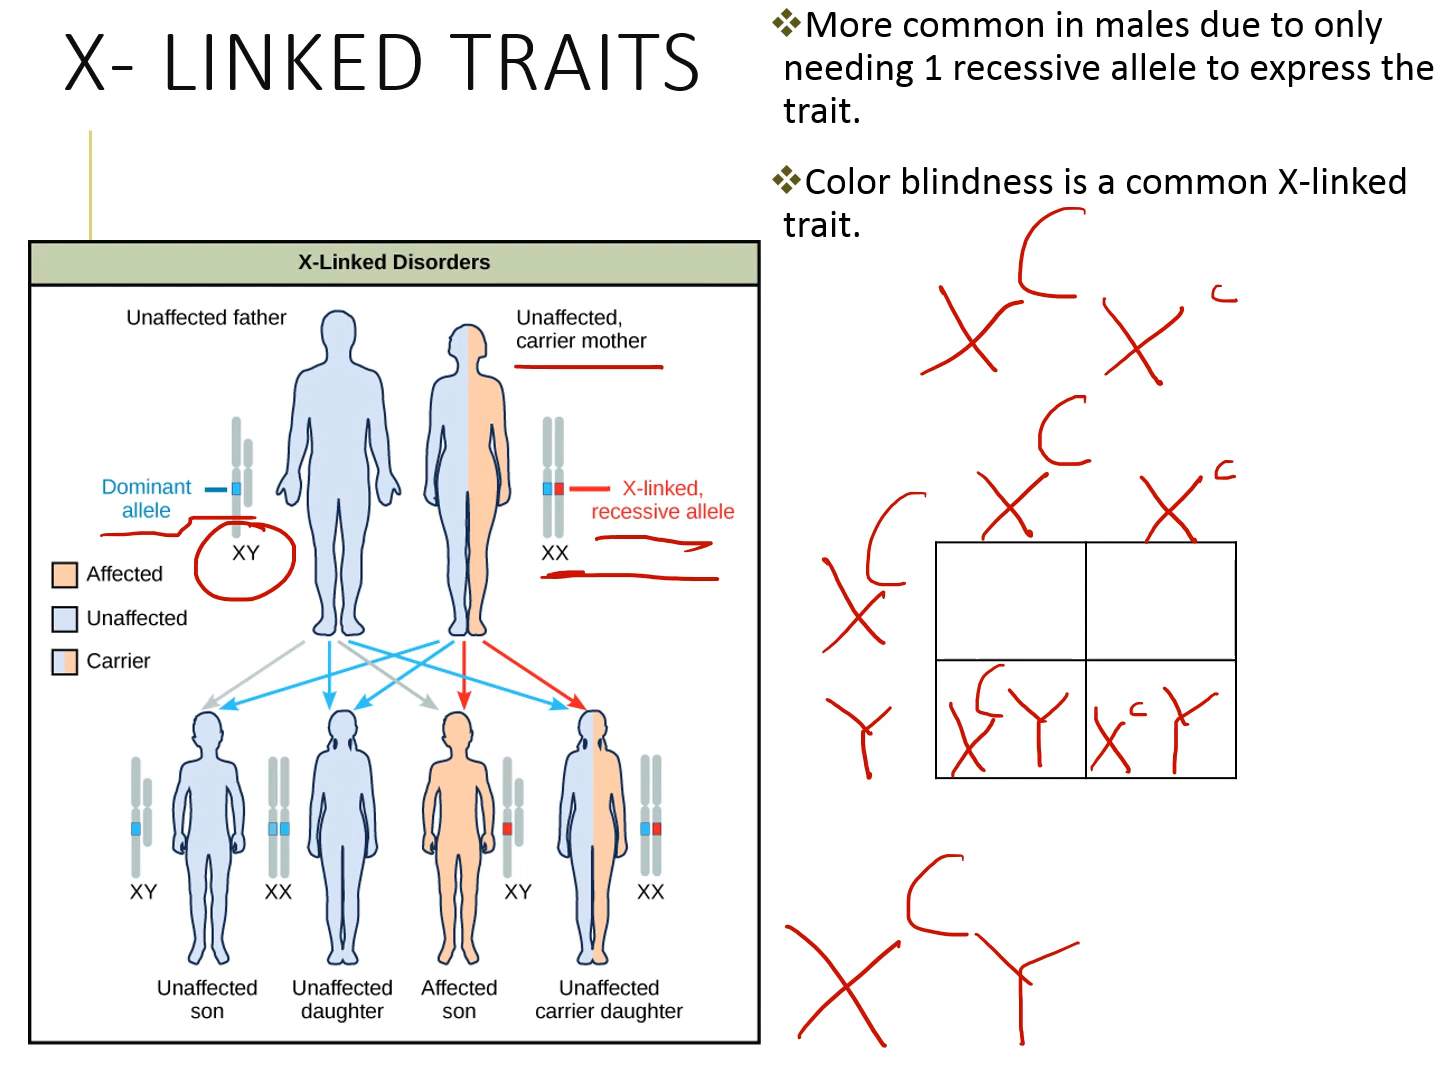 X- LINKED TRAITS
❖More common in males due to only
needing 1 recessive allele to express the
trait.
❖Color blindness is a common X-linked
trait.
X-Linked Disorders
Unaffected father
Unaffected,
carrier mother
Dominant
allele
XY
X-linked,
recessive allele
XX
Affected
Unaffected
Carrier
XY
XX
XY
XX
Unaffected
son
Unaffected
daughter
Affected
son
Unaffected
carrier daughter
X^C X^c
X^C X^c
X^C
Y X^C Y X^c Y
X^C Y